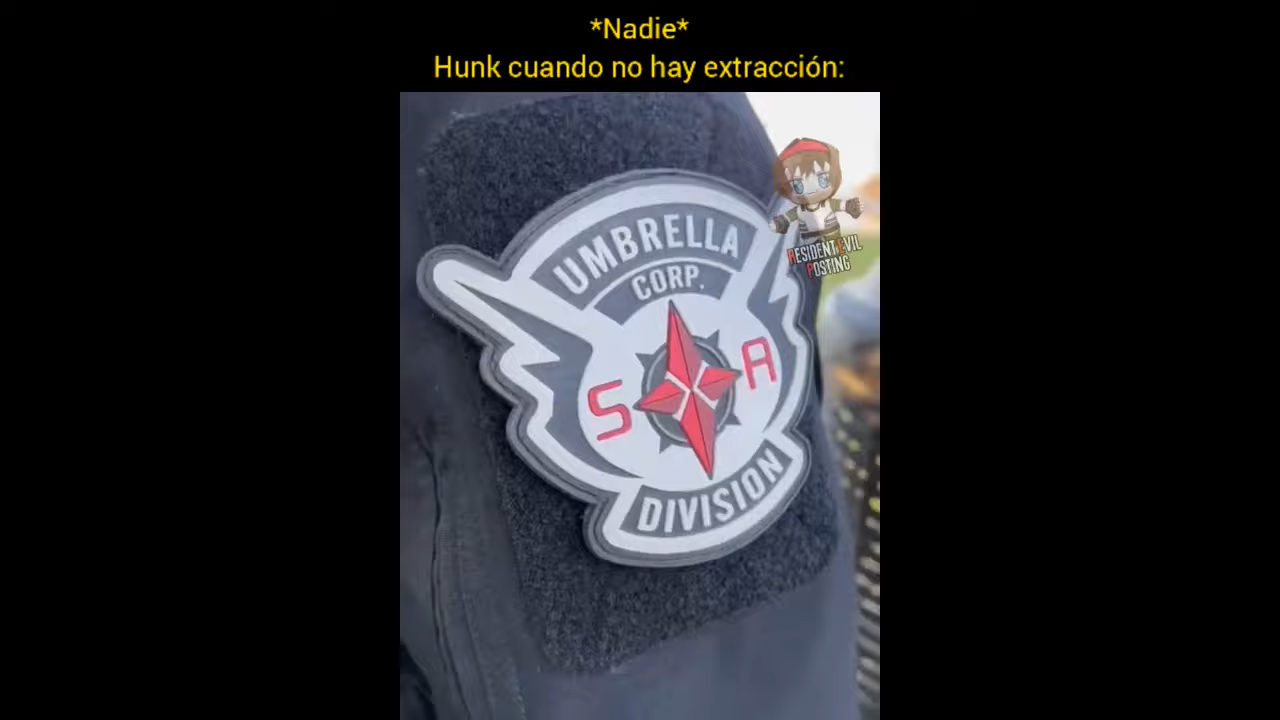 *Nadie*
Hunk cuando no hay extracción:
UMBRELLA
CORP.
S A
DIVISION
RESIDENT EVIL
POSTING